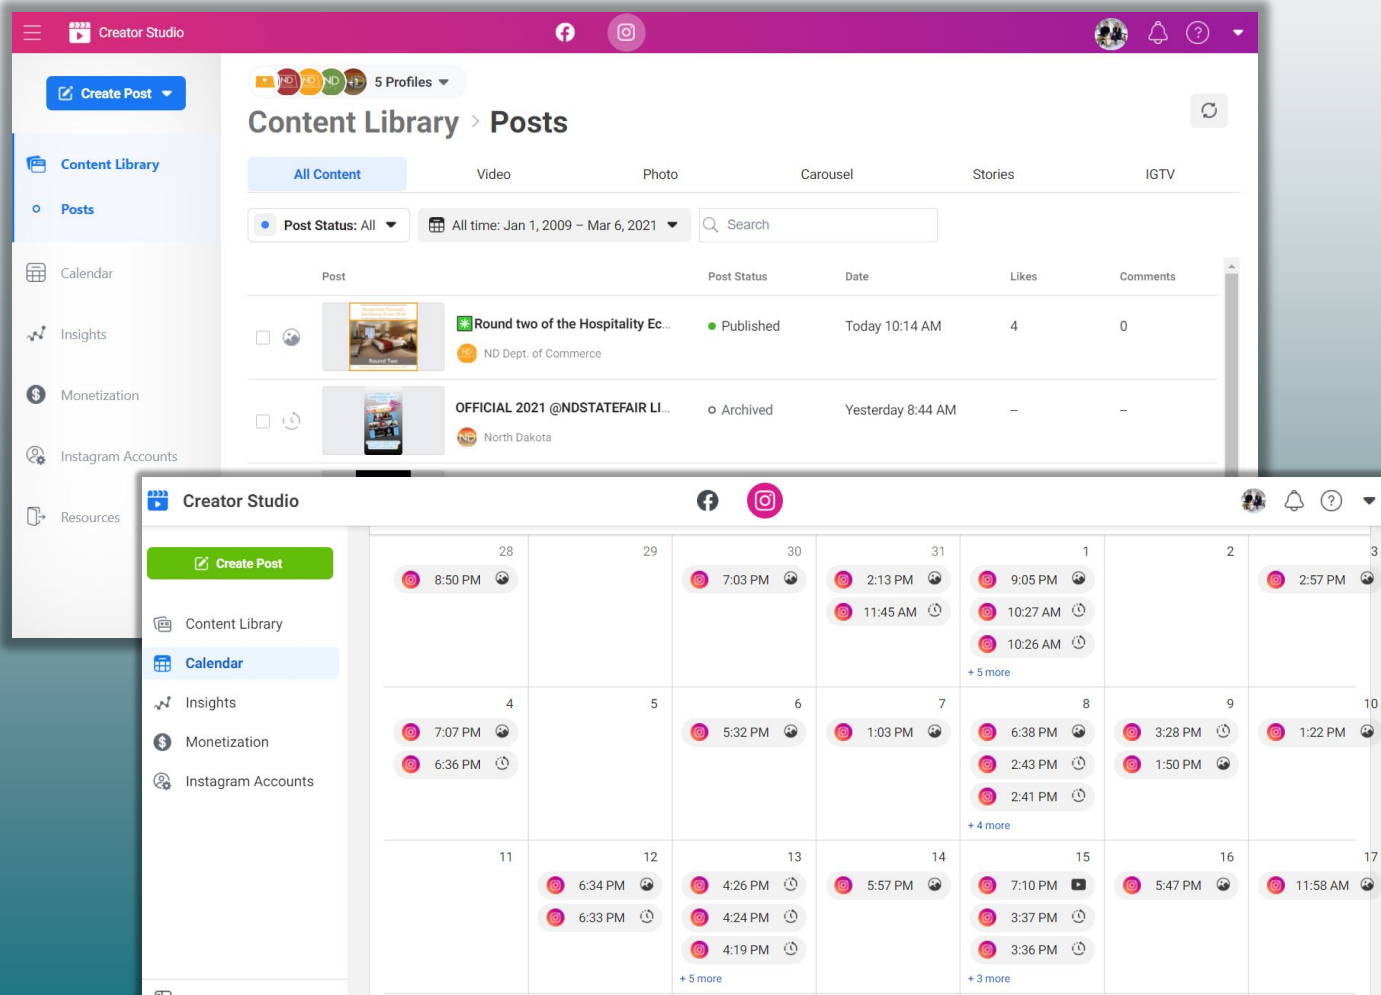 Creator Studio
Create Post
5 Profiles
Content Library > Posts
Content Library
Posts
Calendar
Insights
Monetization
Instagram Accounts
Resources
All Content Video Photo Carousel Stories IGTV
Post Status: All All time: Jan 1, 2009 – Mar 6, 2021 Search
Post Post Status Date Likes Comments
Round two of the Hospitality Ec... Published Today 10:14 AM 4 0
ND Dept. of Commerce
Round Two
OFFICIAL 2021 @NDSTATEFAIR LI... Archived Yesterday 8:44 AM -- --
North Dakota
Creator Studio
Create Post
Content Library
Calendar
Insights
Monetization
Instagram Accounts
28 29 30 31 1 2 3
8:50 PM 7:03 PM 2:13 PM 9:05 PM 2:57 PM
11:45 AM 10:27 AM
10:26 AM
+ 5 more
4 5 6 7 8 9 10
7:07 PM 5:32 PM 1:03 PM 6:38 PM 3:28 PM 1:22 PM
6:36 PM 2:43 PM 1:50 PM
2:41 PM
+ 4 more
11 12 13 14 15 16 17
6:34 PM 4:26 PM 5:57 PM 7:10 PM 5:47 PM 11:58 AM
6:33 PM 4:24 PM 3:37 PM
4:19 PM 3:36 PM
+ 5 more + 3 more